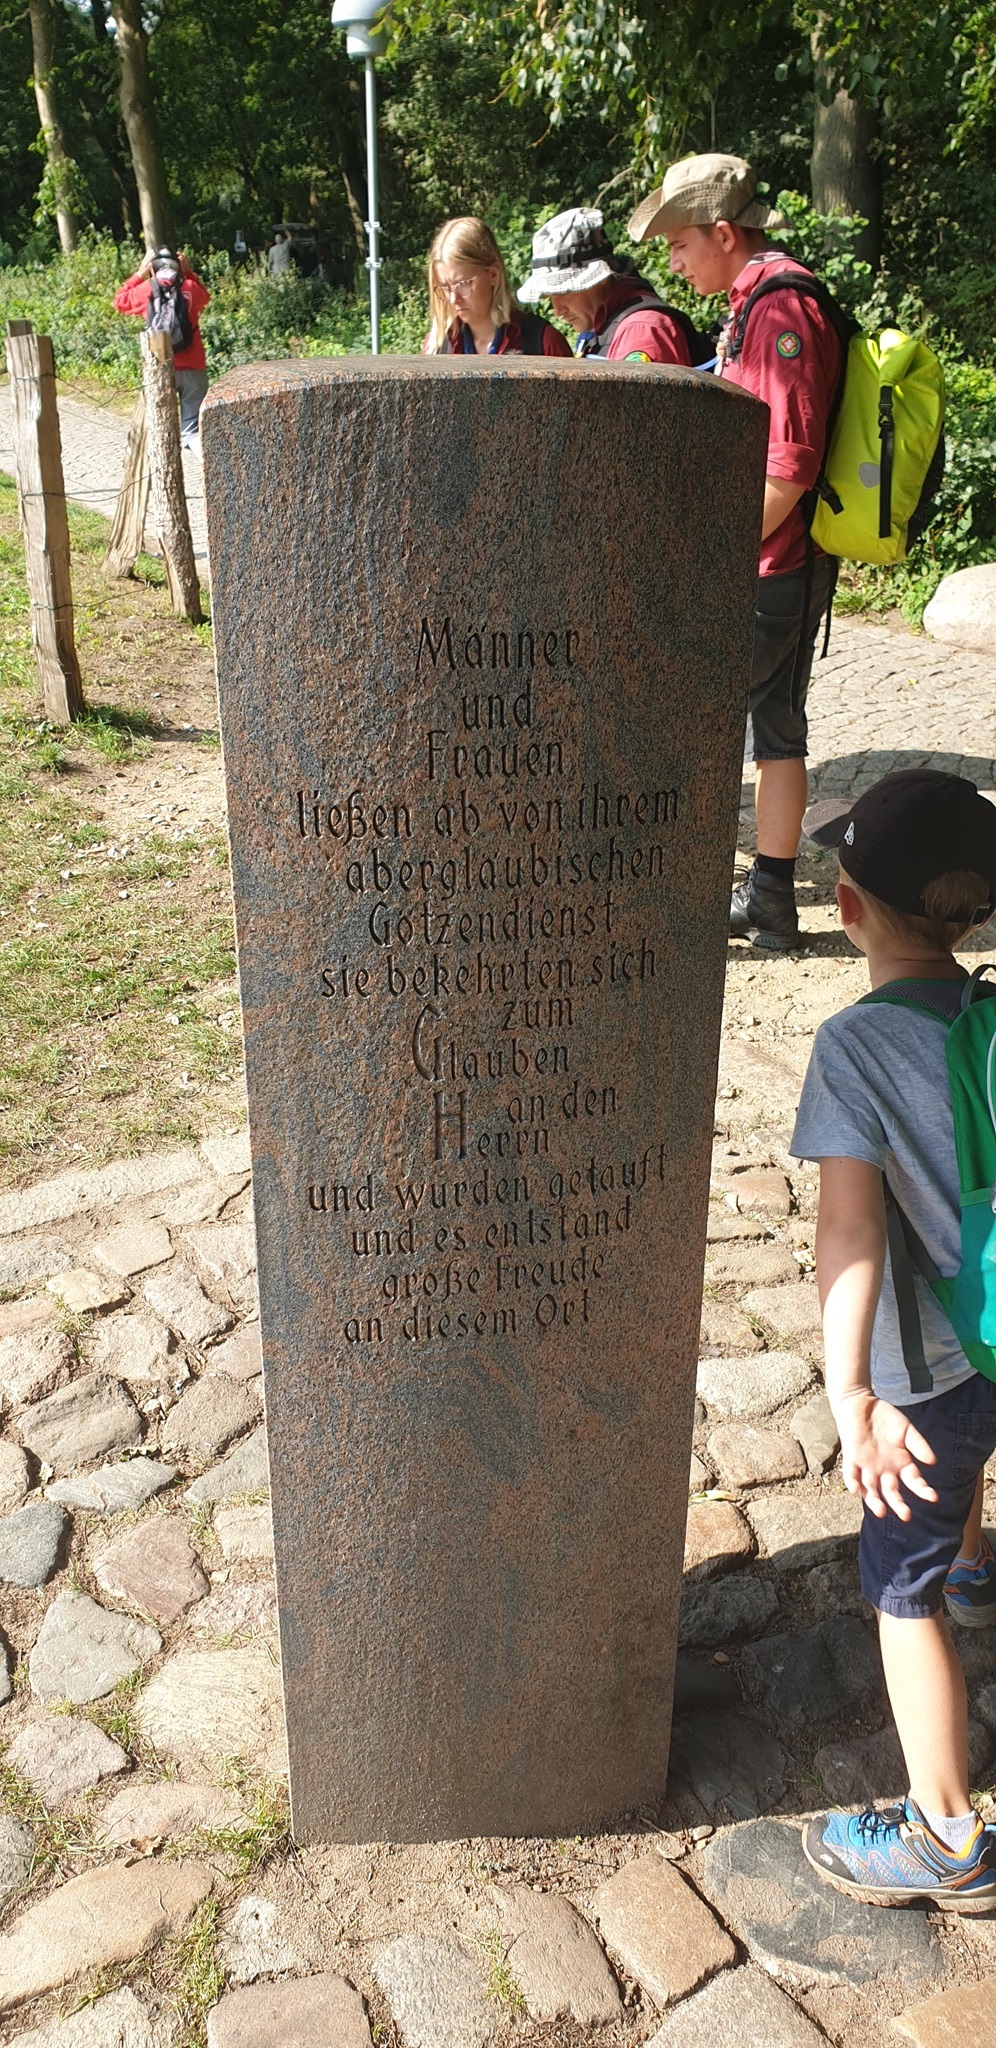 Männer
und
Frauen
ließen ab von ihrem
abergläubischen
Götzendienst
sie bekehrten sich
zum
Glauben
an den
Herrn
und wurden getauft
und es entstand
große Freude
an diesem Ort